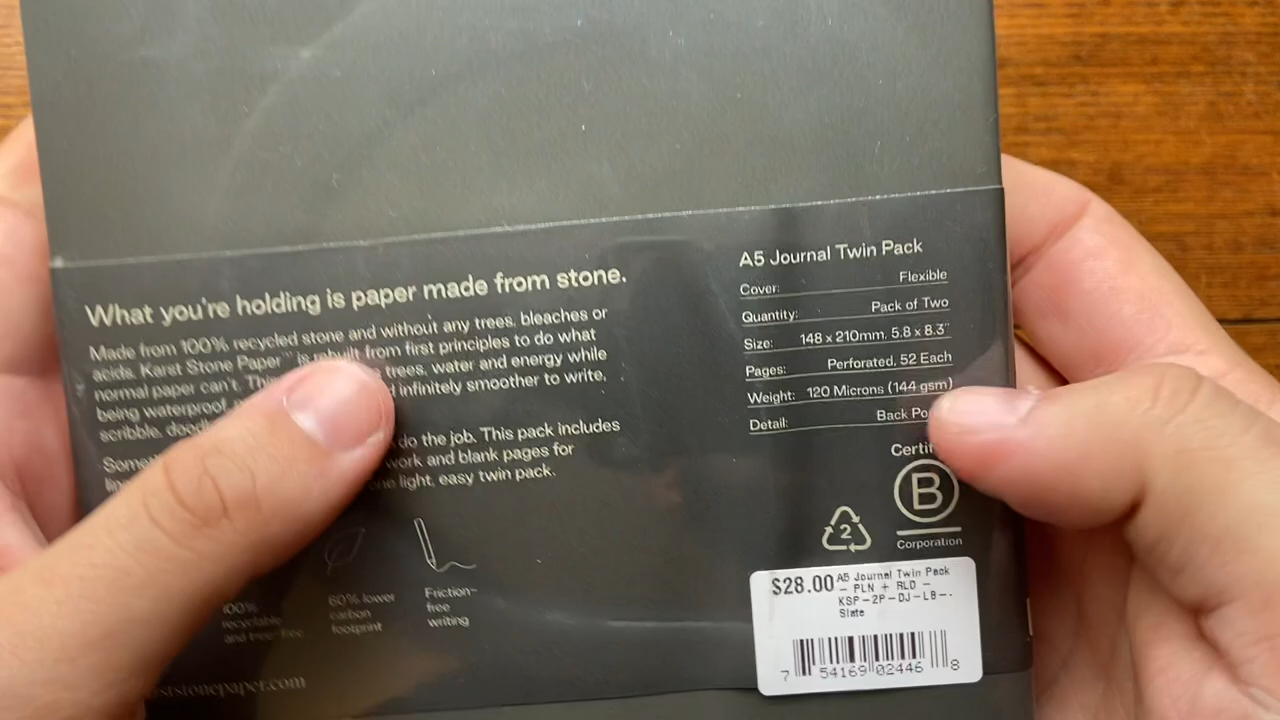 What you're holding is paper made from stone.
Made from 100% recycled stone and without any trees, bleaches or
acids, Karst Stone Paper™ is rebuilt from first principles to do what
normal paper can't. This trees, water and energy while
being waterproof, infinitely smoother to write,
scribble, 
do the job. This pack includes
and blank pages for
light, easy twin pack.
100%
recyclable
and tree-free
60% lower
carbon
footprint
Friction-
free
writing
A5 Journal Twin Pack
Cover: Flexible
Quantity: Pack of Two
Size: 148 x 210mm, 5.8 x 8.3"
Pages: Perforated, 52 Each
Weight: 120 Microns (144 gsm)
Detail: Back
2
B
Corporation
$28.00 A5 Journal Twin Pack
- PLN + RLD -
KSP-2P-DJ-LB-.
Slate
7 54169 02446 8